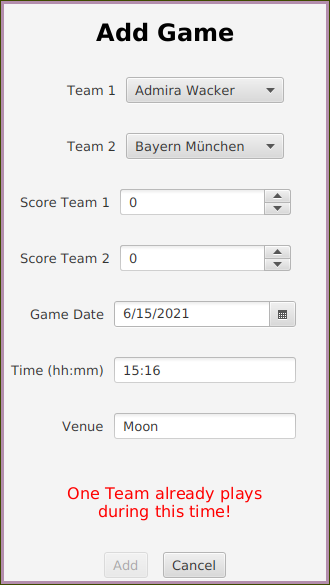 Add Game
Team 1 Admira Wacker
Team 2 Bayern München
Score Team 1 0
Score Team 2 0
Game Date 6/15/2021
Time (hh:mm) 15:16
Venue Moon
One Team already plays
during this time!
Add Cancel